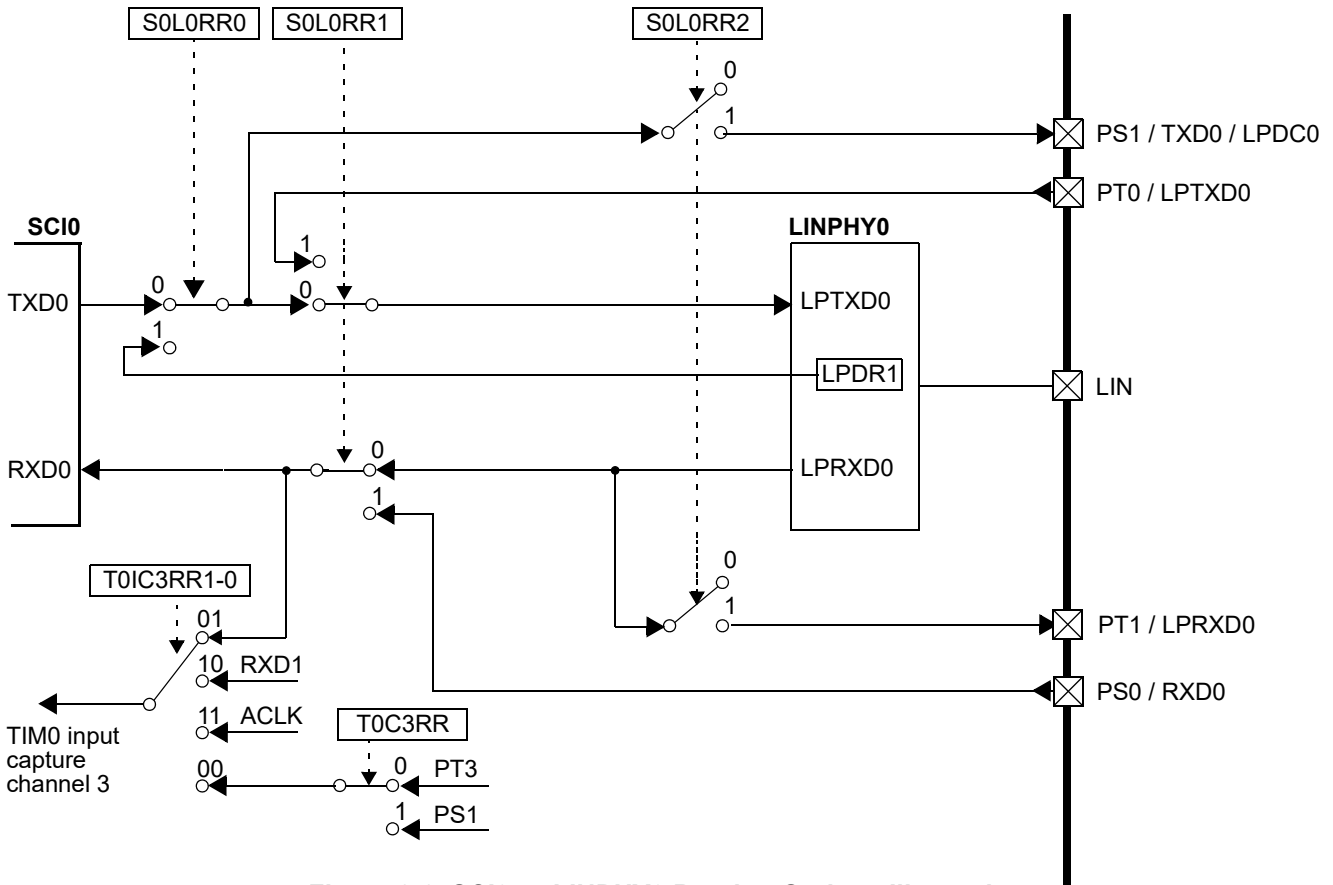 S0L0RR0
S0L0RR1
S0L0RR2
0
1
PS1 / TXD0 / LPDC0
PT0 / LPTXD0
SCI0
LINPHY0
1
0
0
TXD0
LPTXD0
1
LPDR1
LIN
0
RXD0
LPRXD0
1
0
T0IC3RR1-0
1
01
PT1 / LPRXD0
10
RXD1
PS0 / RXD0
11
ACLK
T0C3RR
TIM0 input
capture
channel 3
00
0
PT3
1
PS1